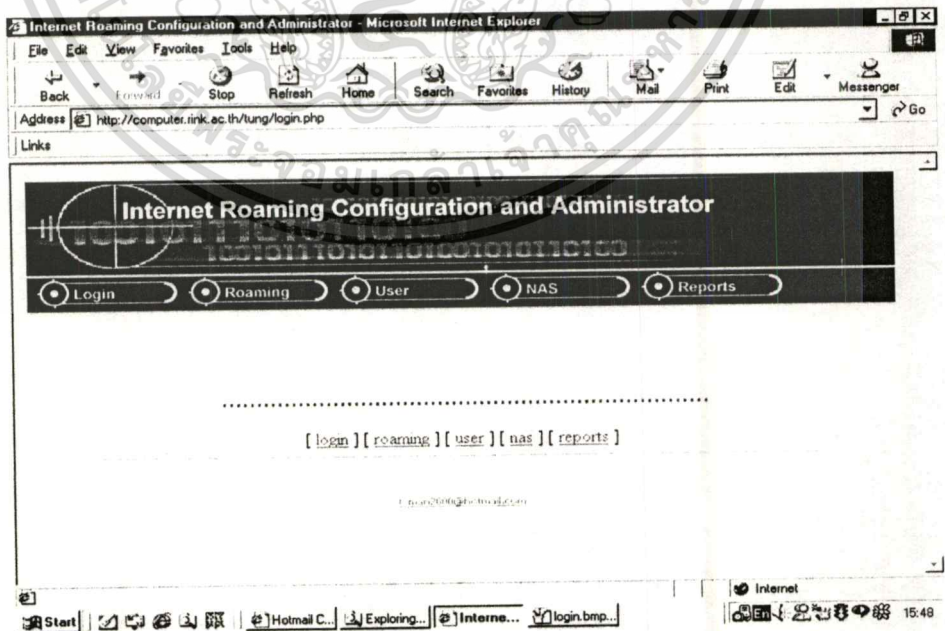 Internet Roaming Configuration and Administrator - Microsoft Internet Explorer
File Edit View Favorites Tools Help
Back Forward Stop Refresh Home Search Favorites History Mail Print Edit Messenger
Address http://computer.rink.ac.th/tung/login.php Go
Links
Internet Roaming Configuration and Administrator
Login Roaming User NAS Reports
[ login ] [ roaming ] [ user ] [ nas ] [ reports ]
Internet
Start Hotmail C... Exploring... Interne... login.bmp... En 15:48